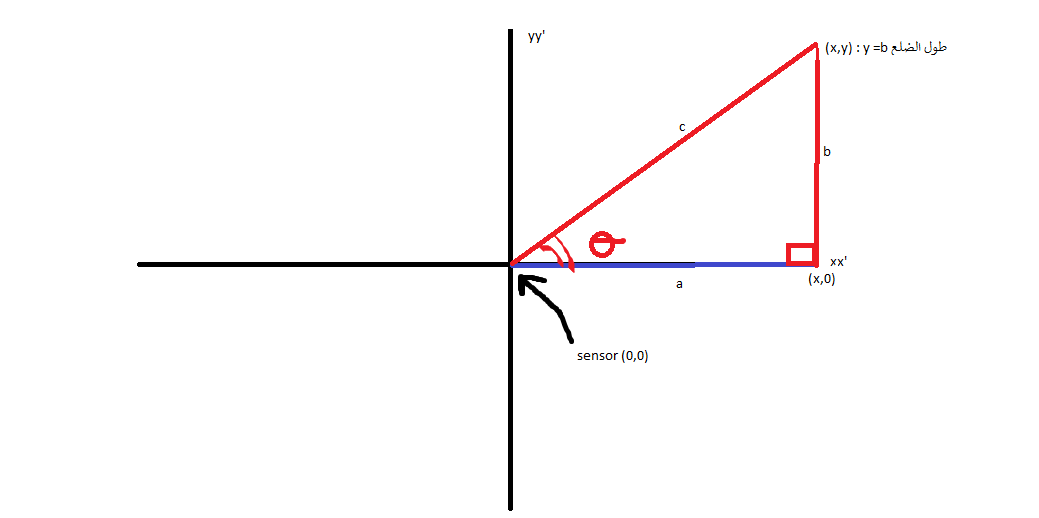 yy'
(x,y) : y =b طول الضلع
c
b
θ
xx'
(x,0)
a
sensor (0,0)